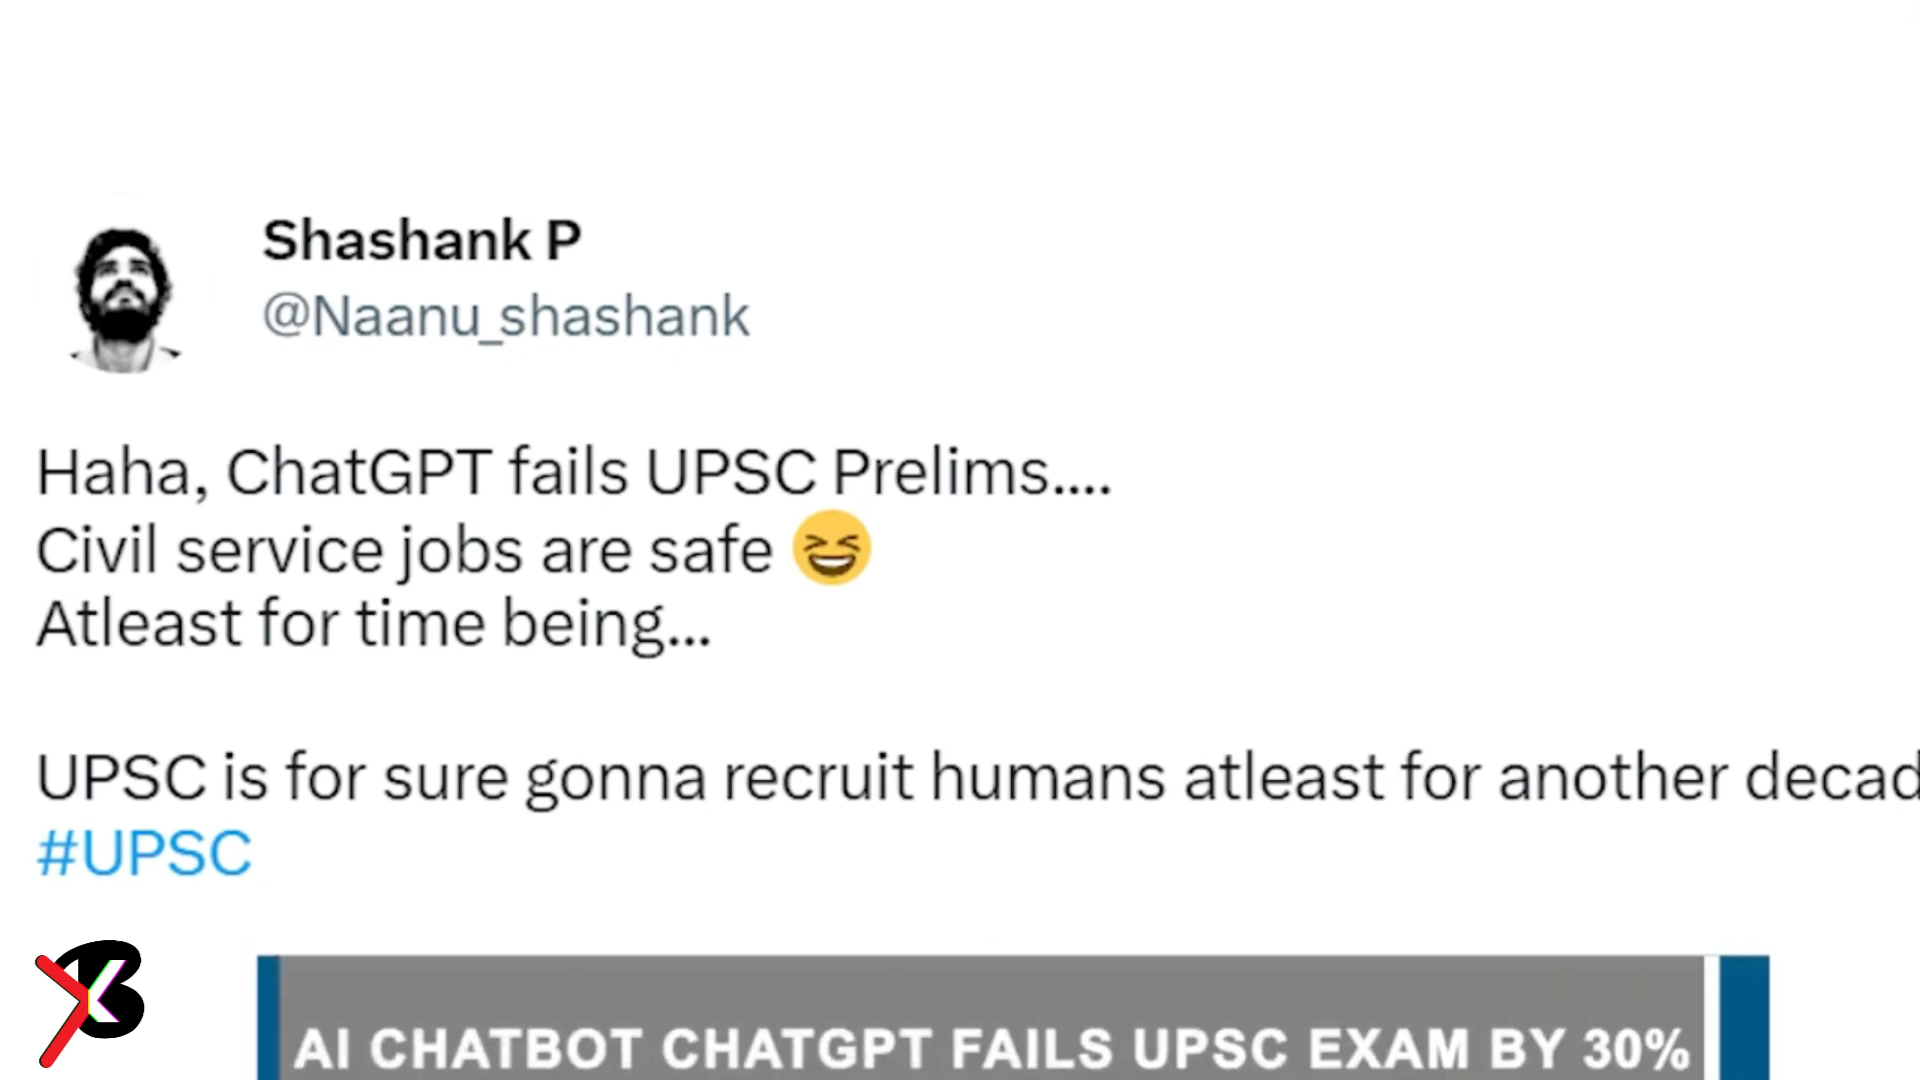 Shashank P
@Naanu_shashank
Haha, ChatGPT fails UPSC Prelims....
Civil service jobs are safe 😆
Atleast for time being...
UPSC is for sure gonna recruit humans atleast for another decad
#UPSC
AI CHATBOT CHATGPT FAILS UPSC EXAM BY 30%